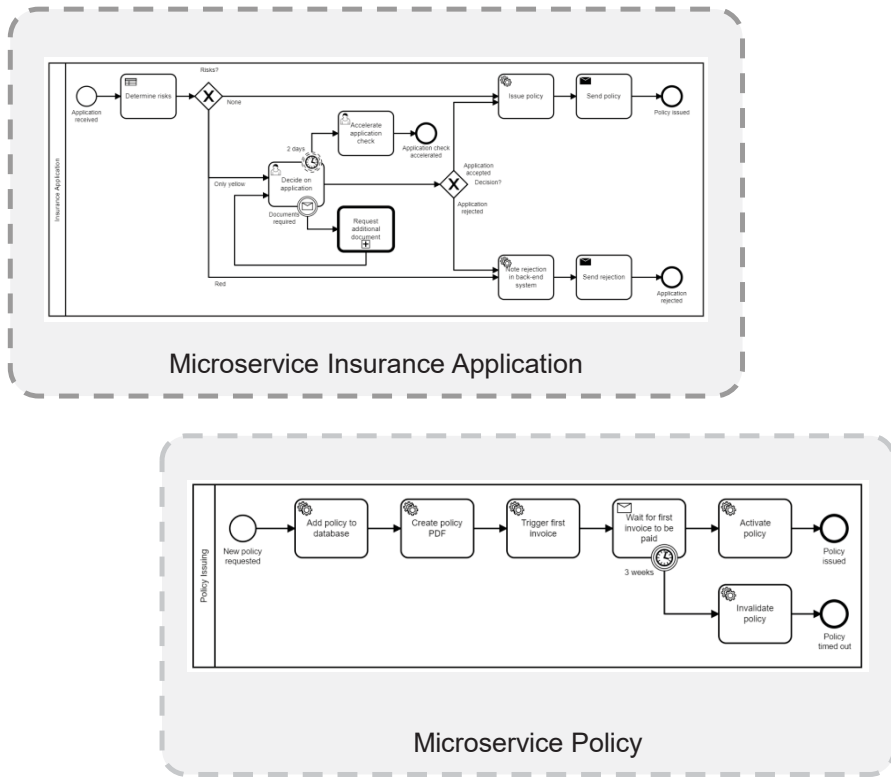 Insurance Application
Application
received
Determine risks
Risks?
None
Only yellow
Red
2 days
Accelerate
application
check
Application check
accelerated
Decide on
application
Documents
required
Request
additional
document
Application
accepted
Decision?
Application
rejected
Issue policy
Send policy
Policy issued
Note rejection
in back-end
system
Send rejection
Application
rejected
Microservice Insurance Application
Policy Issuing
New policy
requested
Add policy to
database
Create policy
PDF
Trigger first
invoice
Wait for first
invoice to be
paid
3 weeks
Activate
policy
Policy
issued
Invalidate
policy
Policy
timed out
Microservice Policy